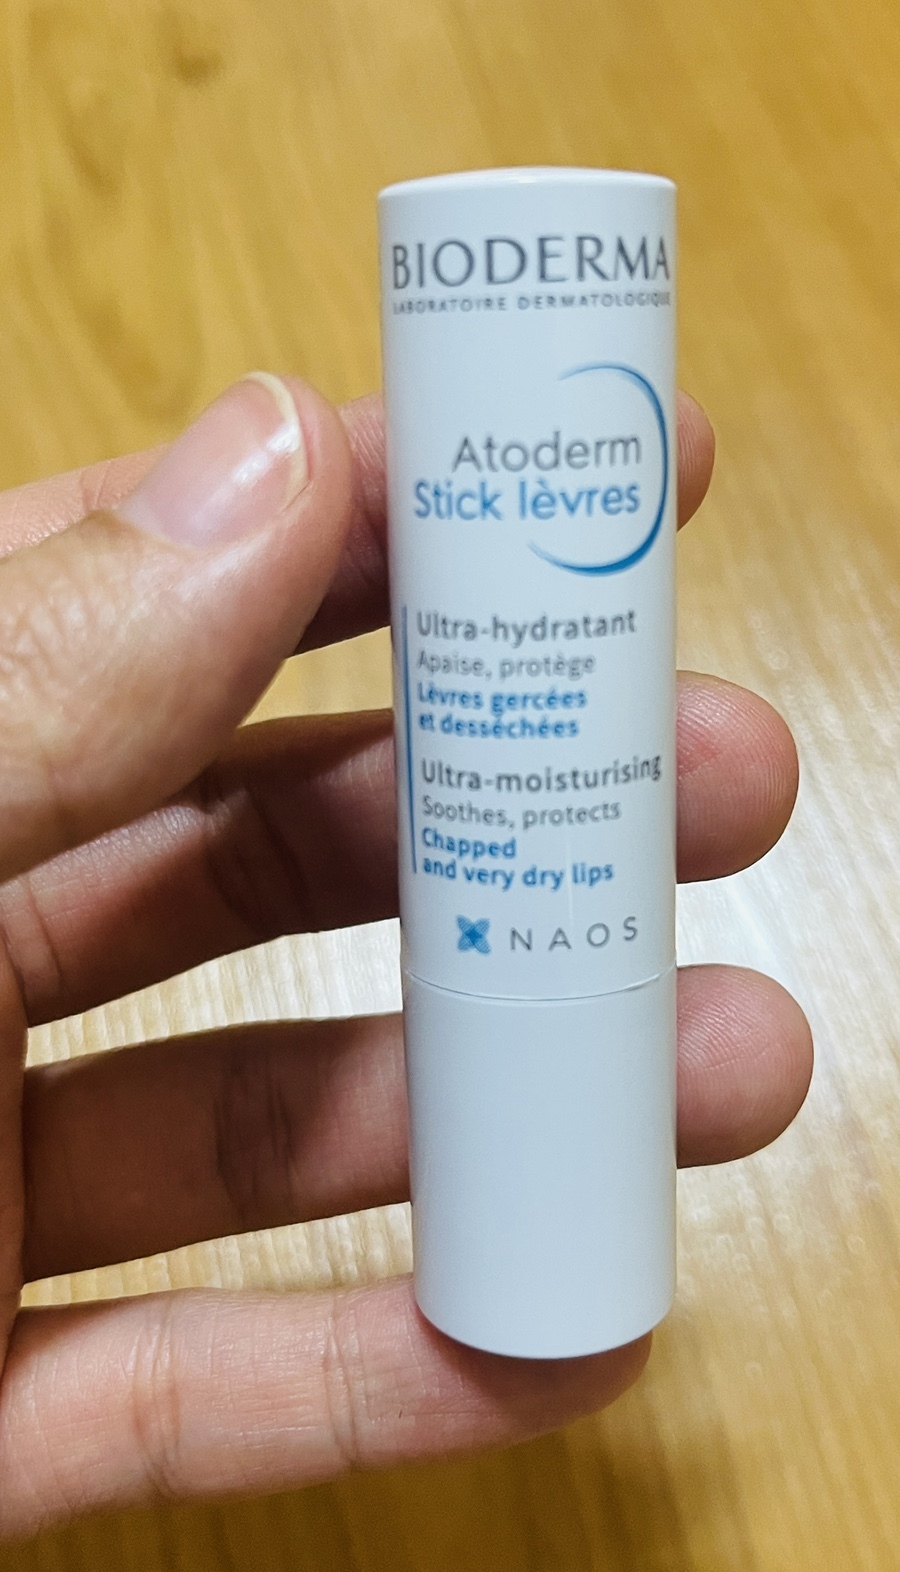 BIODERMA
LABORATOIRE DERMATOLOGIQUE
Atoderm
Stick lèvres
Ultra-hydratant
Apaise, protège
Lèvres gercées
et desséchées
Ultra-moisturising
Soothes, protects
Chapped
and very dry lips
NAOS